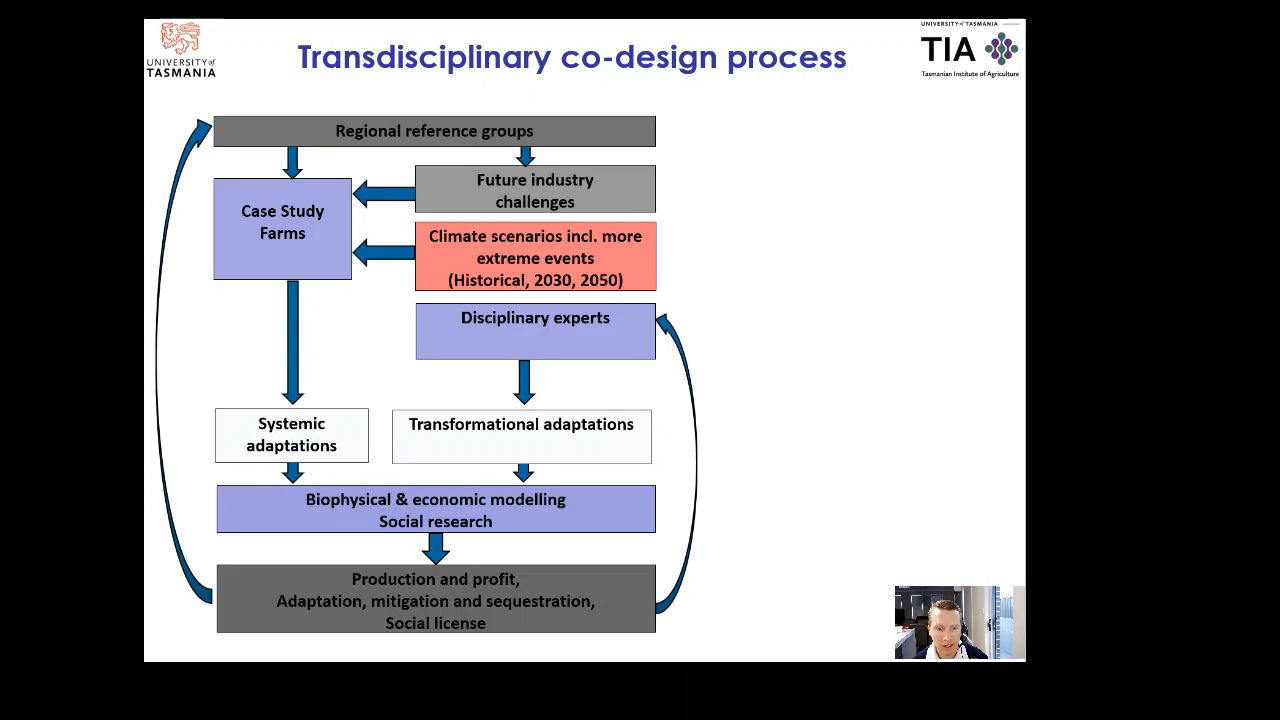 UNIVERSITY of
TASMANIA
Transdisciplinary co-design process
UNIVERSITY of TASMANIA
TIA
Tasmanian Institute of Agriculture
Regional reference groups
Future industry
challenges
Case Study
Farms
Climate scenarios incl. more
extreme events
(Historical, 2030, 2050)
Disciplinary experts
Systemic
adaptations
Transformational adaptations
Biophysical & economic modelling
Social research
Production and profit,
Adaptation, mitigation and sequestration,
Social license